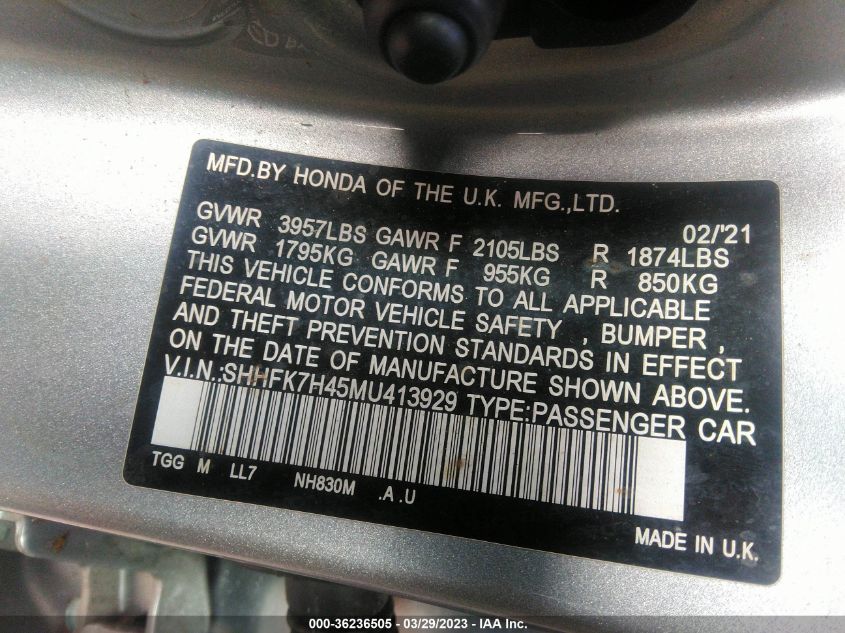 MFD.BY HONDA OF THE U.K. MFG.,LTD.
02/'21
GVWR 3957LBS GAWR F 2105LBS R 1874LBS
GVWR 1795KG GAWR F 955KG R 850KG
THIS VEHICLE CONFORMS TO ALL APPLICABLE
FEDERAL MOTOR VEHICLE SAFETY , BUMPER ,
AND THEFT PREVENTION STANDARDS IN EFFECT
ON THE DATE OF MANUFACTURE SHOWN ABOVE.
V.I.N.:SHHFK7H45MU413929 TYPE:PASSENGER CAR
TGG M LL7 NH830M .A .U
MADE IN U.K.
000-36236505 / 03/29/2023 / IAA Inc.